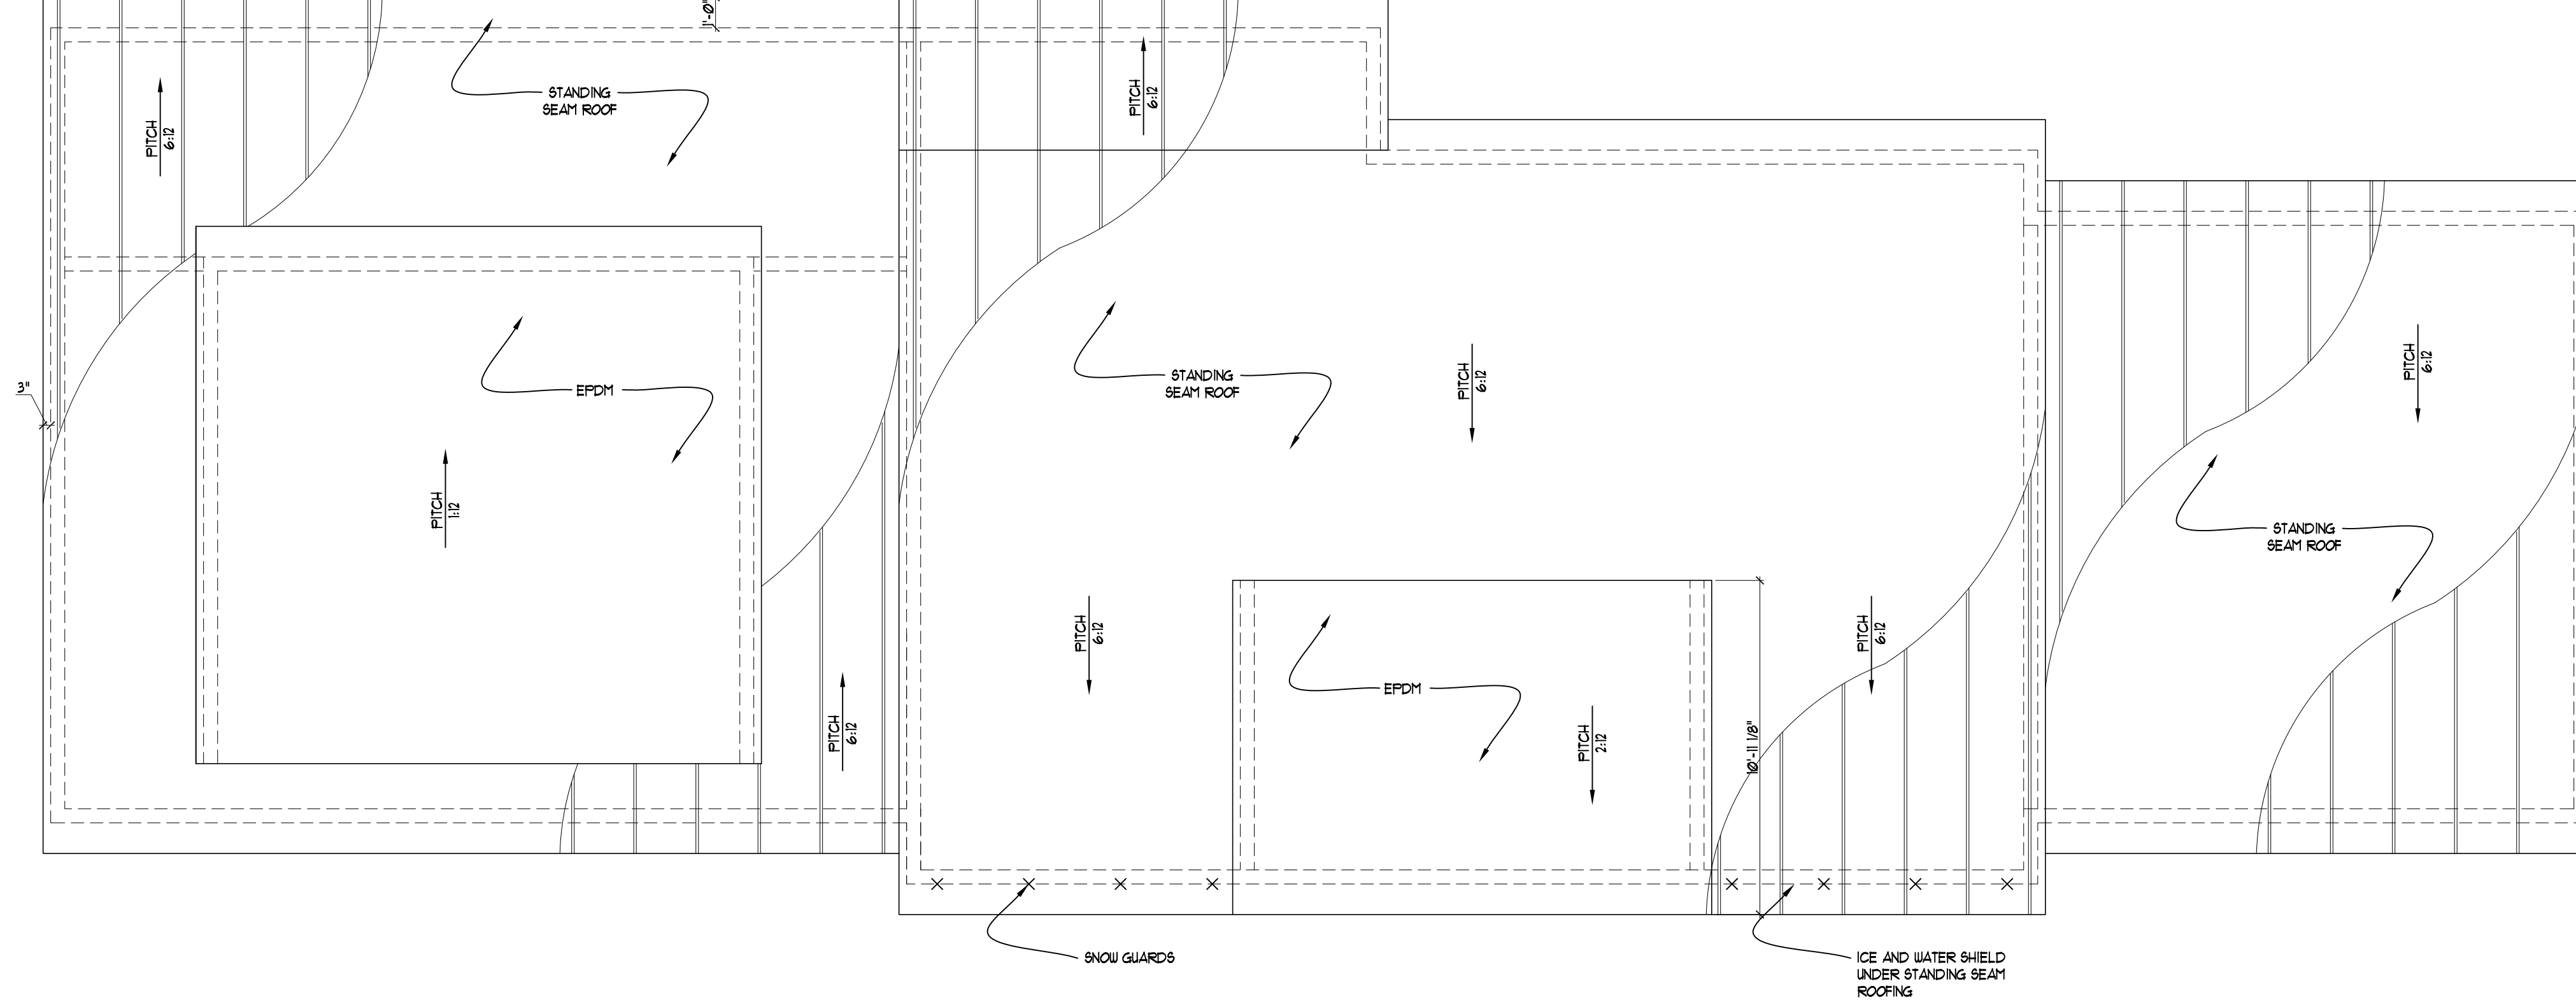 1'-0"
STANDING
SEAM ROOF
PITCH
6:12
PITCH
6:12
3"
EPDM
STANDING
SEAM ROOF
PITCH
6:12
PITCH
6:12
PITCH
1:12
STANDING
SEAM ROOF
PITCH
6:12
PITCH
6:12
PITCH
6:12
EPDM
PITCH
2:12
10'-11 1/8"
SNOW GUARDS
ICE AND WATER SHIELD
UNDER STANDING SEAM
ROOFING